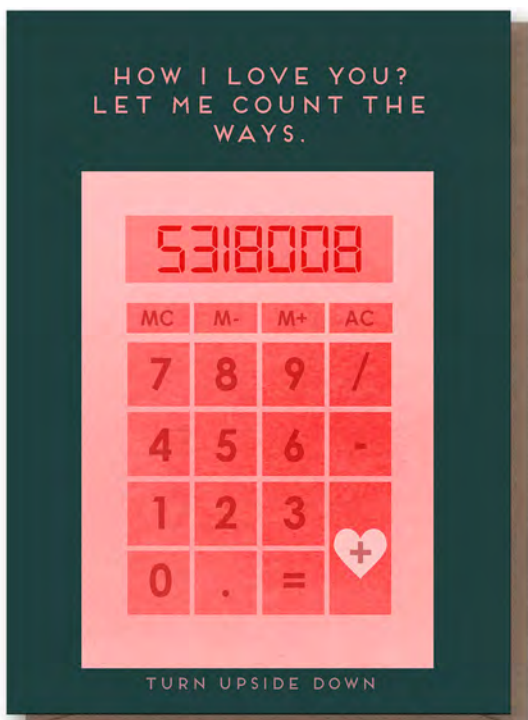 HOW I LOVE YOU?
LET ME COUNT THE
WAYS.
5318008
MC M- M+ AC
7 8 9 /
4 5 6 -
1 2 3
+
0 . =
TURN UPSIDE DOWN